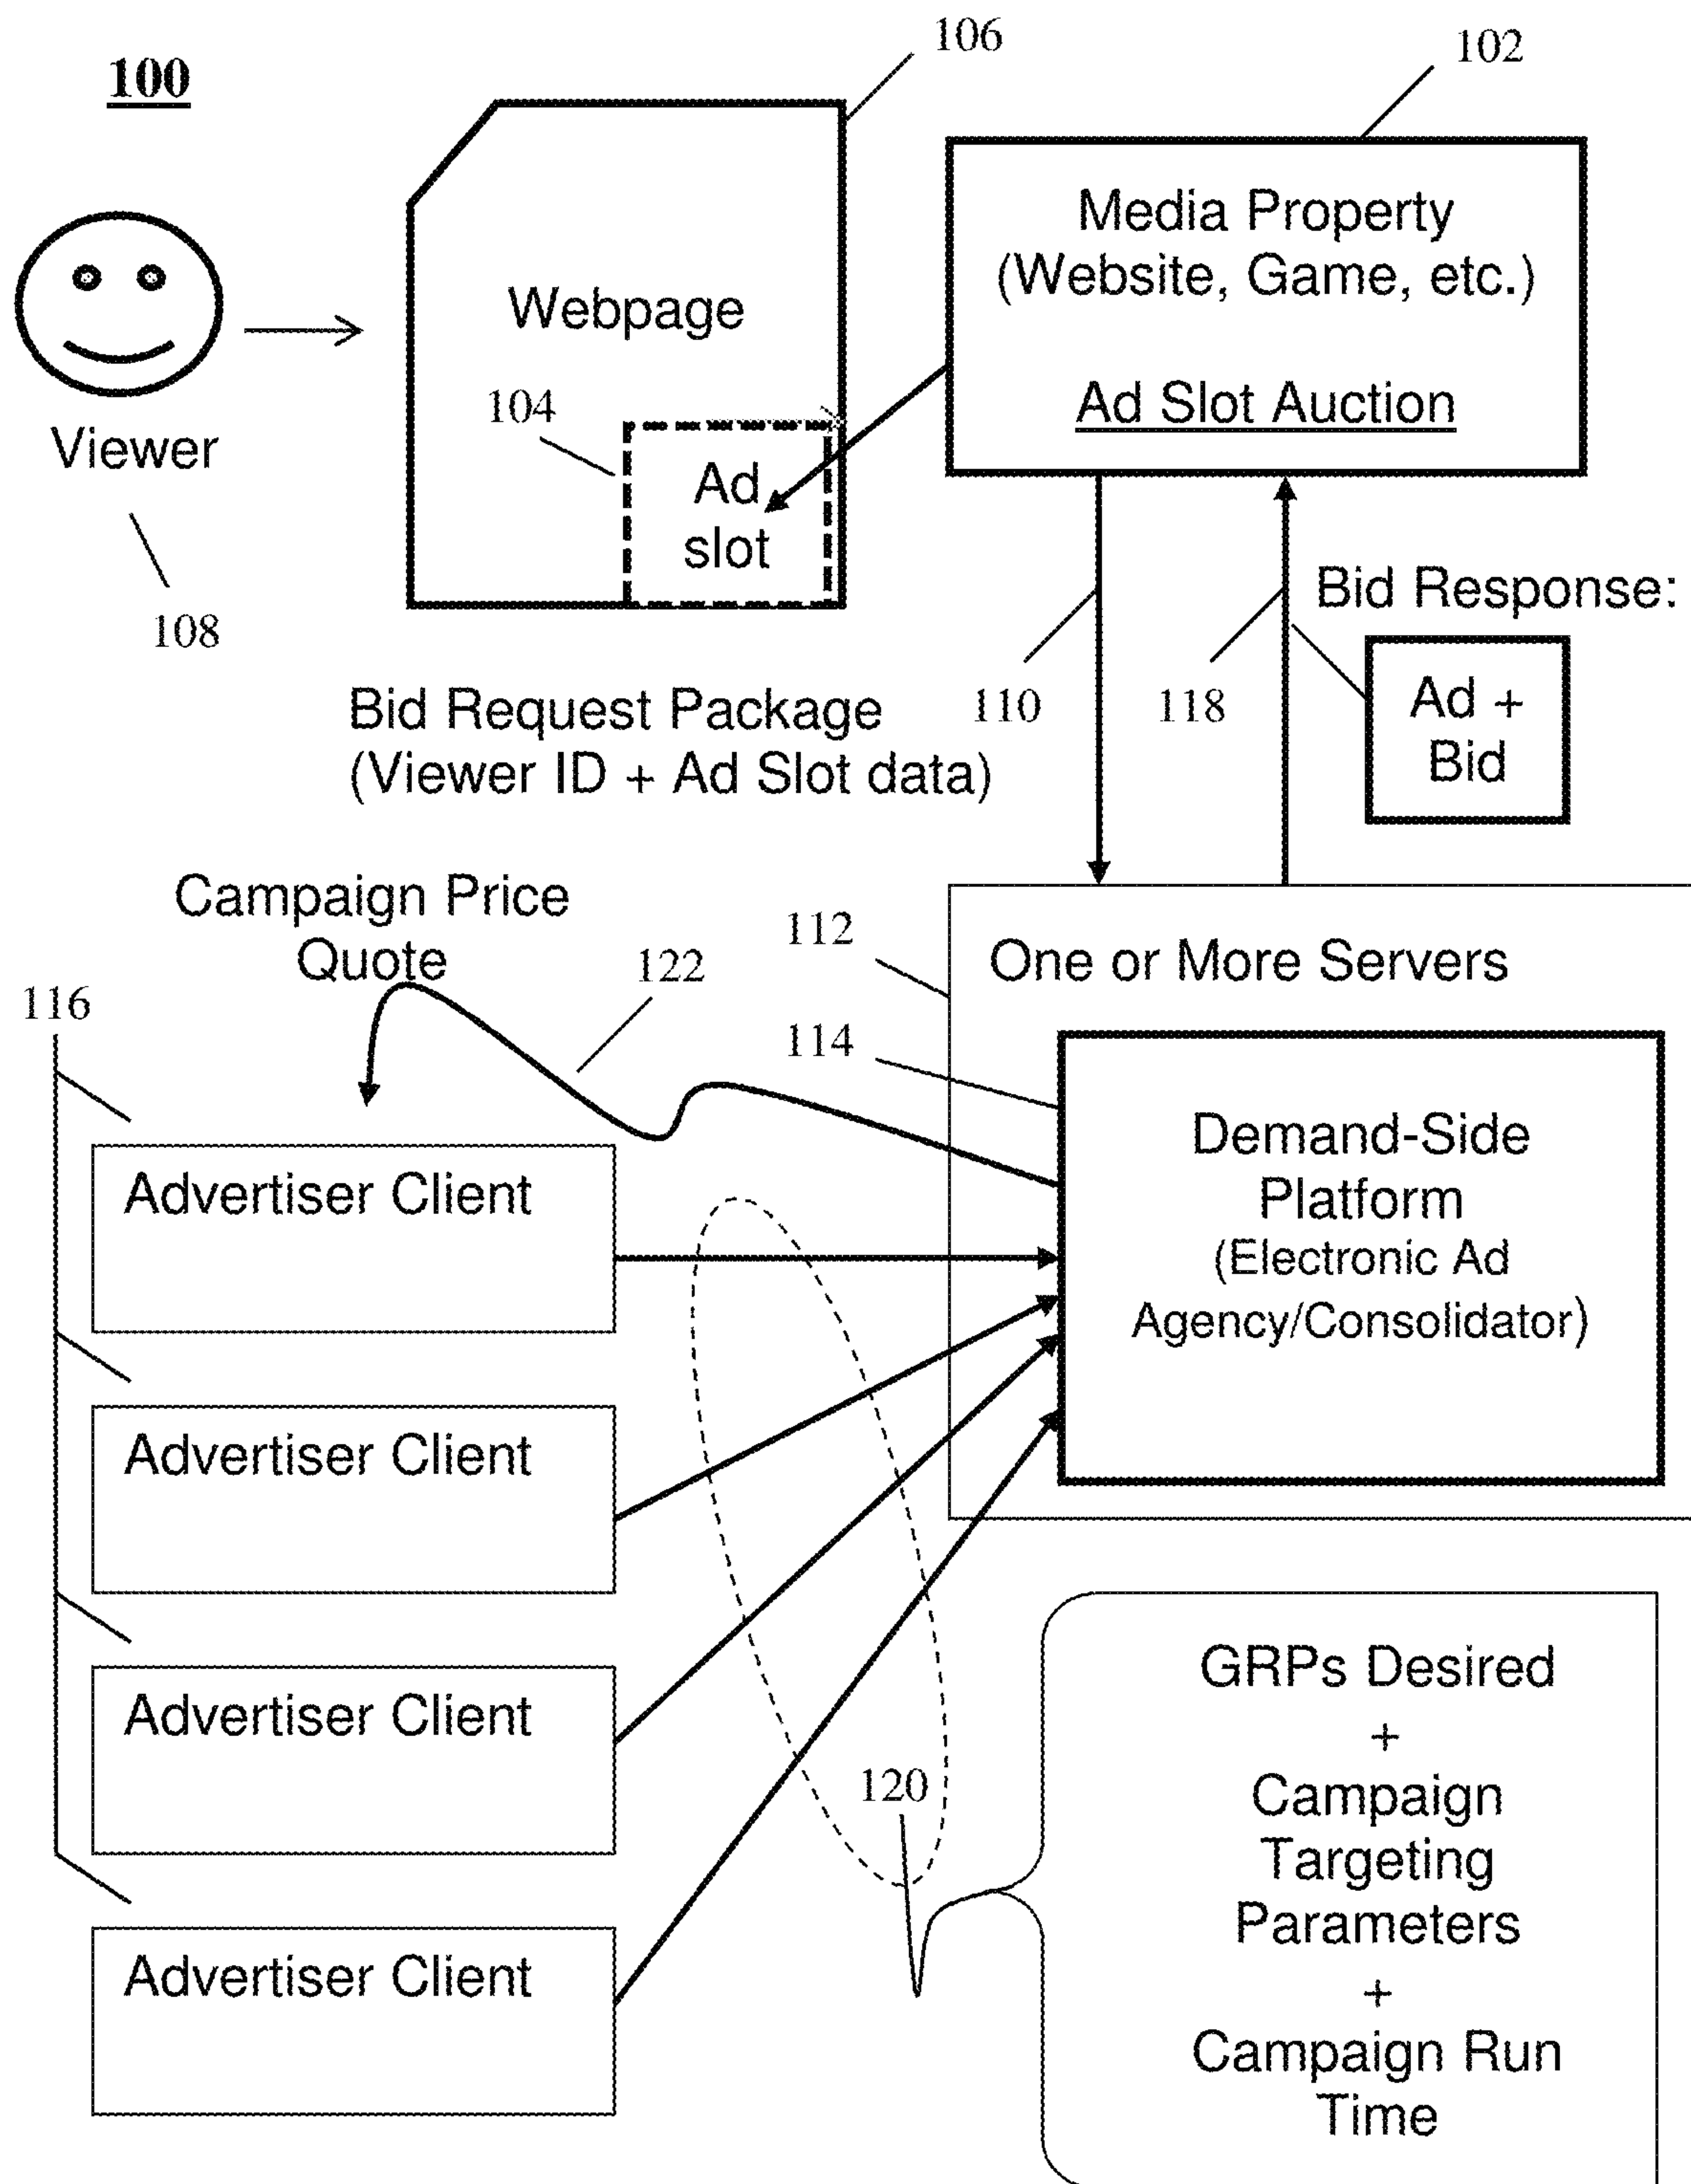 100
106
102
Media Property
(Website, Game, etc.)
Ad Slot Auction
Webpage
104
Ad
slot
Viewer
108
Bid Response:
Ad +
Bid
110
118
Bid Request Package
(Viewer ID + Ad Slot data)
Campaign Price
Quote
122
112
One or More Servers
114
Demand-Side
Platform
(Electronic Ad
Agency/Consolidator)
116
Advertiser Client
Advertiser Client
Advertiser Client
Advertiser Client
120
GRPs Desired
+
Campaign
Targeting
Parameters
+
Campaign Run
Time